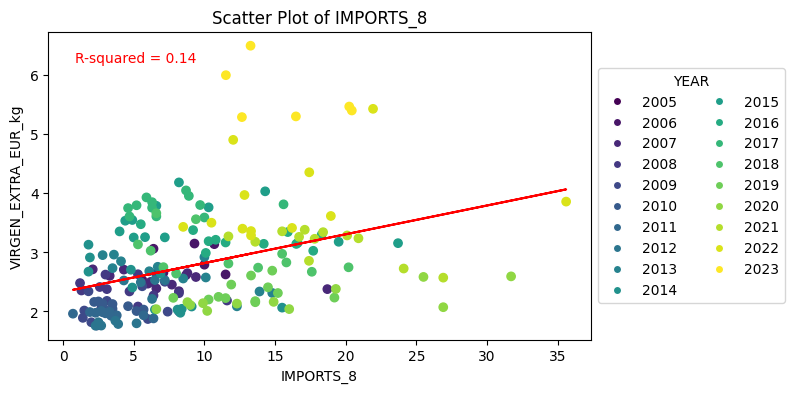 Scatter Plot of IMPORTS_8
R-squared = 0.14
VIRGEN_EXTRA_EUR_kg
6
5
4
3
2
0 5 10 15 20 25 30 35
IMPORTS_8
YEAR
2005 2015
2006 2016
2007 2017
2008 2018
2009 2019
2010 2020
2011 2021
2012 2022
2013 2023
2014